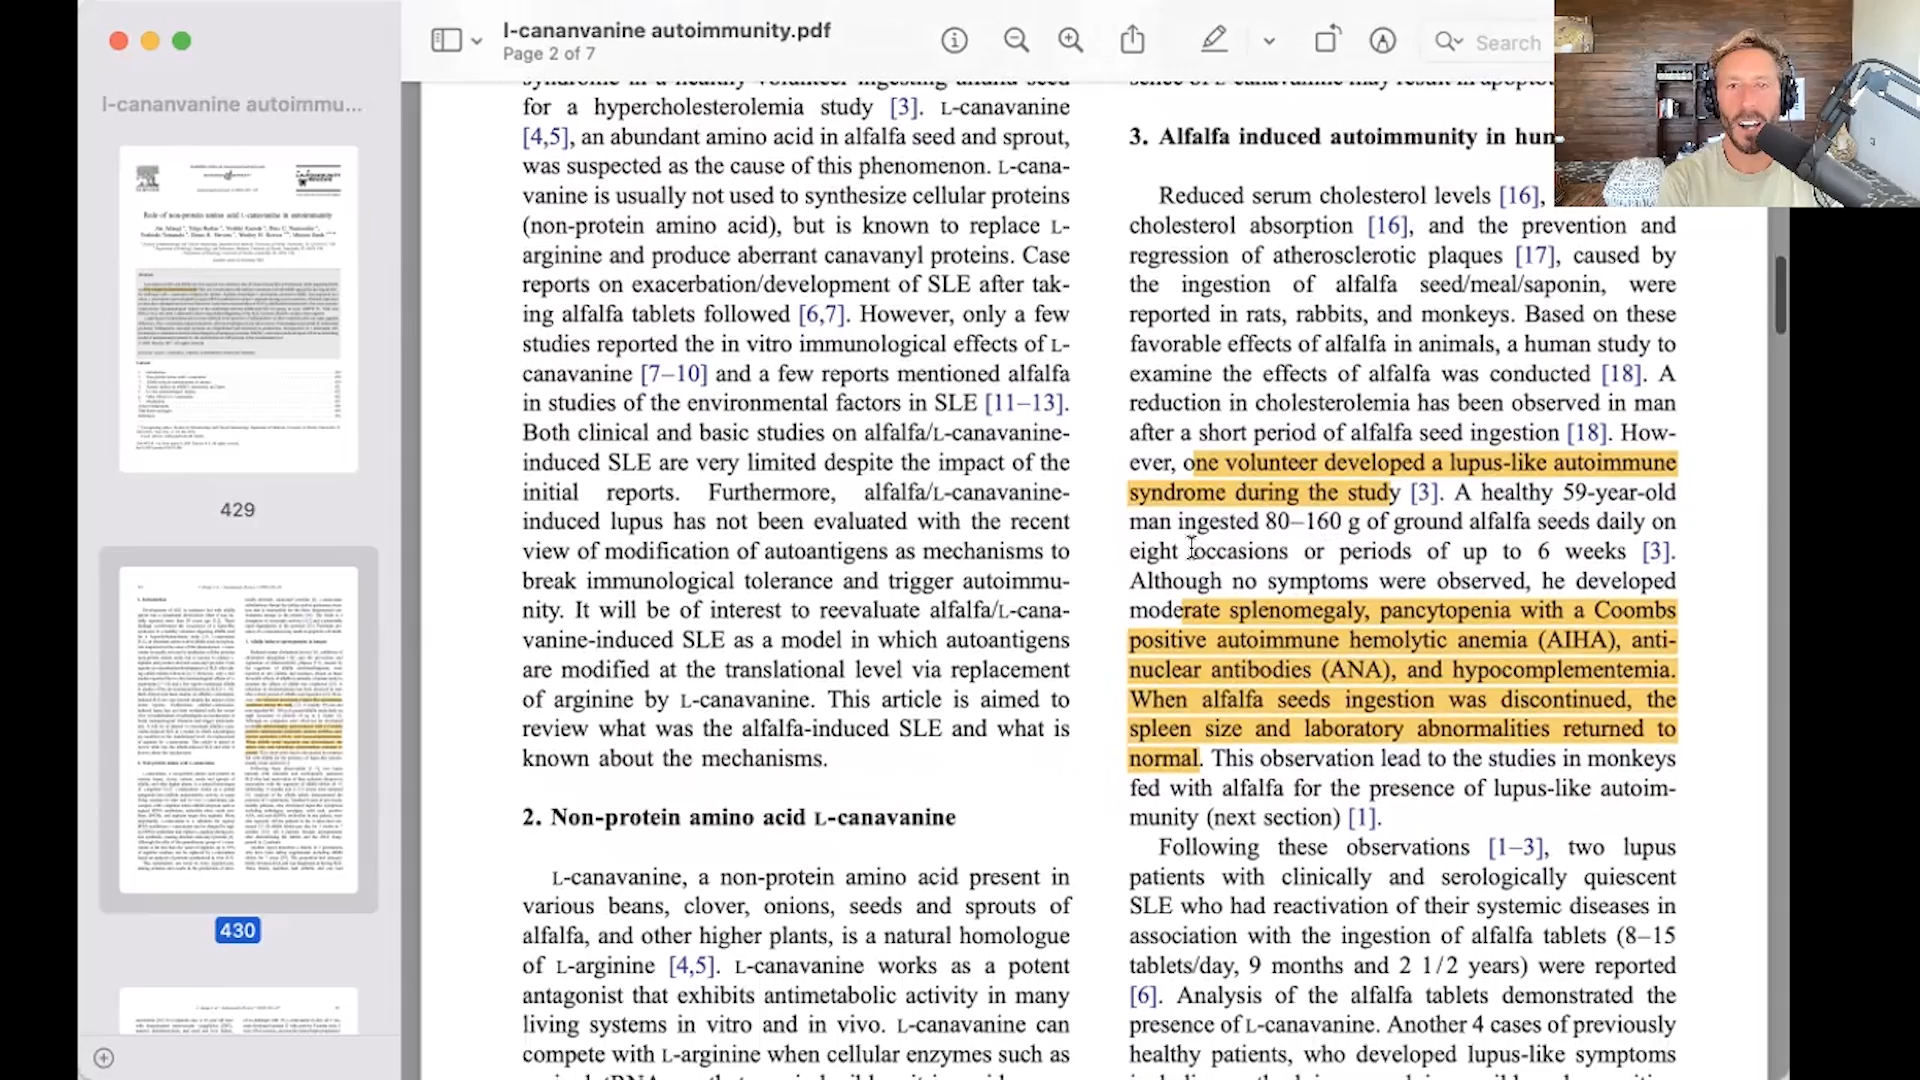 l-cananvanine autoimmunity.pdf
Page 2 of 7
Search
l-cananvanine autoimmu...
429
430
for a hypercholesterolemia study [3]. L-canavanine
[4,5], an abundant amino acid in alfalfa seed and sprout,
was suspected as the cause of this phenomenon. L-cana-
vanine is usually not used to synthesize cellular proteins
(non-protein amino acid), but is known to replace L-
arginine and produce aberrant canavanyl proteins. Case
reports on exacerbation/development of SLE after tak-
ing alfalfa tablets followed [6,7]. However, only a few
studies reported the in vitro immunological effects of L-
canavanine [7–10] and a few reports mentioned alfalfa
in studies of the environmental factors in SLE [11–13].
Both clinical and basic studies on alfalfa/L-canavanine-
induced SLE are very limited despite the impact of the
initial reports. Furthermore, alfalfa/L-canavanine-
induced lupus has not been evaluated with the recent
view of modification of autoantigens as mechanisms to
break immunological tolerance and trigger autoimmu-
nity. It will be of interest to reevaluate alfalfa/L-cana-
vanine-induced SLE as a model in which autoantigens
are modified at the translational level via replacement
of arginine by L-canavanine. This article is aimed to
review what was the alfalfa-induced SLE and what is
known about the mechanisms.
2. Non-protein amino acid L-canavanine
L-canavanine, a non-protein amino acid present in
various beans, clover, onions, seeds and sprouts of
alfalfa, and other higher plants, is a natural homologue
of L-arginine [4,5]. L-canavanine works as a potent
antagonist that exhibits antimetabolic activity in many
living systems in vitro and in vivo. L-canavanine can
compete with L-arginine when cellular enzymes such as
3. Alfalfa induced autoimmunity in hum
Reduced serum cholesterol levels [16],
cholesterol absorption [16], and the prevention and
regression of atherosclerotic plaques [17], caused by
the ingestion of alfalfa seed/meal/saponin, were
reported in rats, rabbits, and monkeys. Based on these
favorable effects of alfalfa in animals, a human study to
examine the effects of alfalfa was conducted [18]. A
reduction in cholesterolemia has been observed in man
after a short period of alfalfa seed ingestion [18]. How-
ever, one volunteer developed a lupus-like autoimmune
syndrome during the study [3]. A healthy 59-year-old
man ingested 80–160 g of ground alfalfa seeds daily on
eight occasions or periods of up to 6 weeks [3].
Although no symptoms were observed, he developed
moderate splenomegaly, pancytopenia with a Coombs
positive autoimmune hemolytic anemia (AIHA), anti-
nuclear antibodies (ANA), and hypocomplementemia.
When alfalfa seeds ingestion was discontinued, the
spleen size and laboratory abnormalities returned to
normal. This observation lead to the studies in monkeys
fed with alfalfa for the presence of lupus-like autoim-
munity (next section) [1].
Following these observations [1–3], two lupus
patients with clinically and serologically quiescent
SLE who had reactivation of their systemic diseases in
association with the ingestion of alfalfa tablets (8–15
tablets/day, 9 months and 2 1/2 years) were reported
[6]. Analysis of the alfalfa tablets demonstrated the
presence of L-canavanine. Another 4 cases of previously
healthy patients, who developed lupus-like symptoms